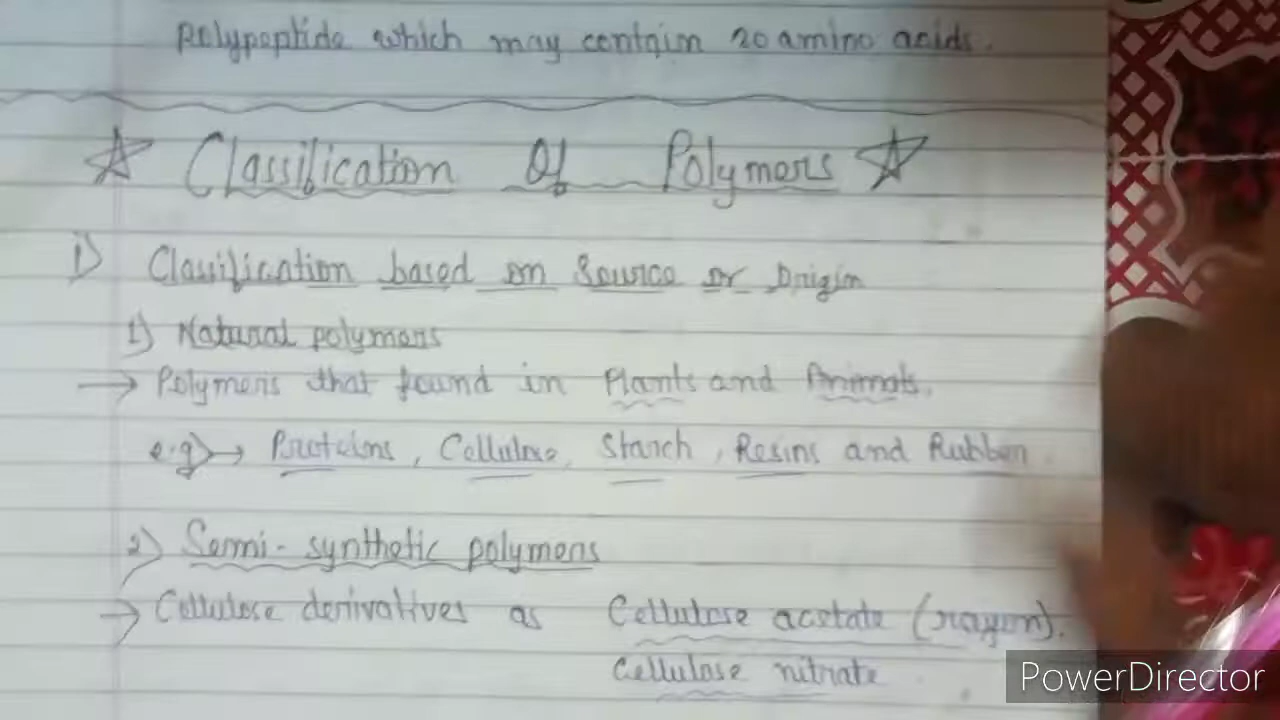 Polypeptide which may contain 20 amino acids.
☆ Classification Of Polymers ☆
i) Classification based on Source or Origin
1) Natural polymers
→ Polymers that found in Plants and Animals.
e.g → Proteins, Cellulose, Starch, Resins and Rubber
2) Semi-synthetic polymers
→ Cellulose derivatives as Cellulose acetate (rayon).
Cellulose nitrate
PowerDirector